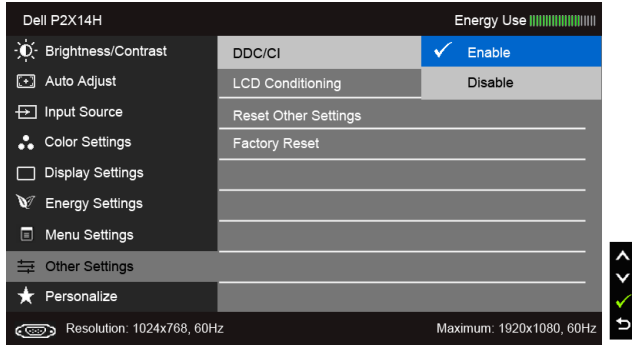 Dell P2X14H Energy Use
Brightness/Contrast DDC/CI Enable
Auto Adjust LCD Conditioning Disable
Input Source Reset Other Settings
Color Settings Factory Reset
Display Settings
Energy Settings
Menu Settings
Other Settings
Personalize
Resolution: 1024x768, 60Hz Maximum: 1920x1080, 60Hz